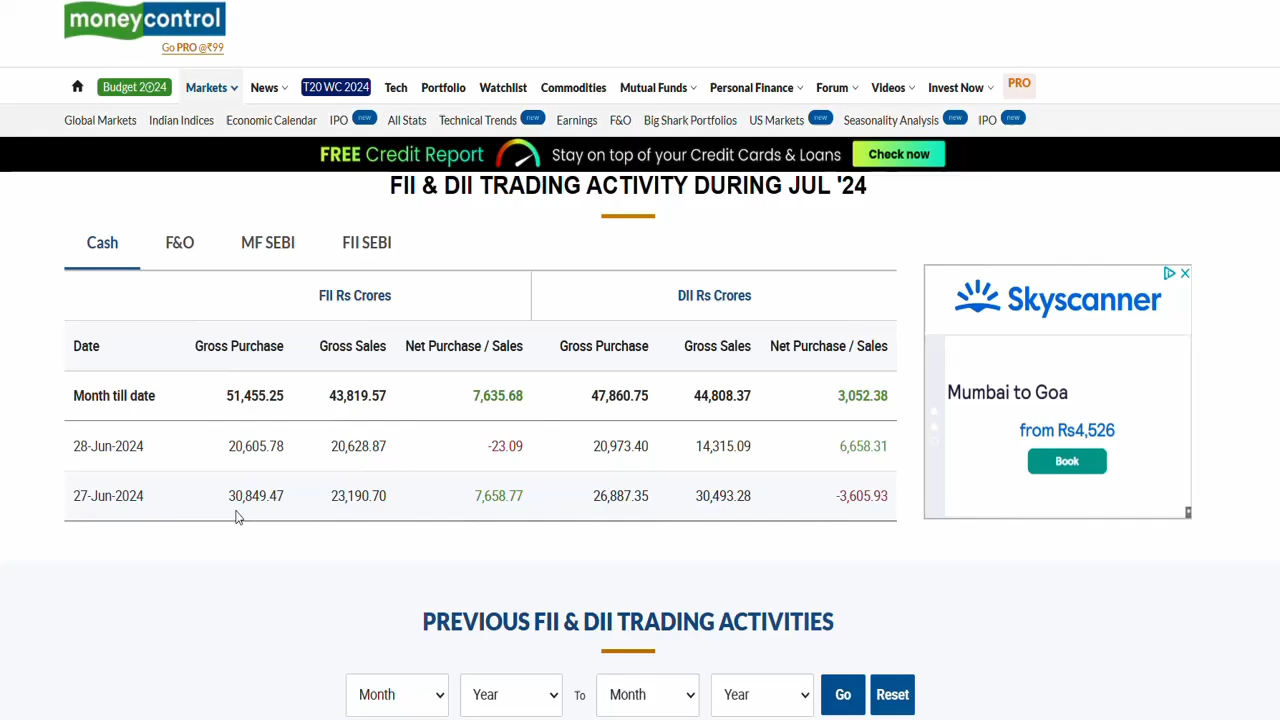 moneycontrol
Go PRO @₹99
Budget 2024 Markets News T20 WC 2024 Tech Portfolio Watchlist Commodities Mutual Funds Personal Finance Forum Videos Invest Now PRO
Global Markets Indian Indices Economic Calendar IPO new All Stats Technical Trends new Earnings F&O Big Shark Portfolios US Markets new Seasonality Analysis new IPO new
FREE Credit Report Stay on top of your Credit Cards & Loans Check now
FII & DII TRADING ACTIVITY DURING JUL '24
Cash F&O MF SEBI FII SEBI
FII Rs Crores DII Rs Crores
Date Gross Purchase Gross Sales Net Purchase / Sales Gross Purchase Gross Sales Net Purchase / Sales
Month till date 51,455.25 43,819.57 7,635.68 47,860.75 44,808.37 3,052.38
28-Jun-2024 20,605.78 20,628.87 -23.09 20,973.40 14,315.09 6,658.31
27-Jun-2024 30,849.47 23,190.70 7,658.77 26,887.35 30,493.28 -3,605.93
Skyscanner
Mumbai to Goa
from Rs4,526
Book
PREVIOUS FII & DII TRADING ACTIVITIES
Month Year To Month Year Go Reset